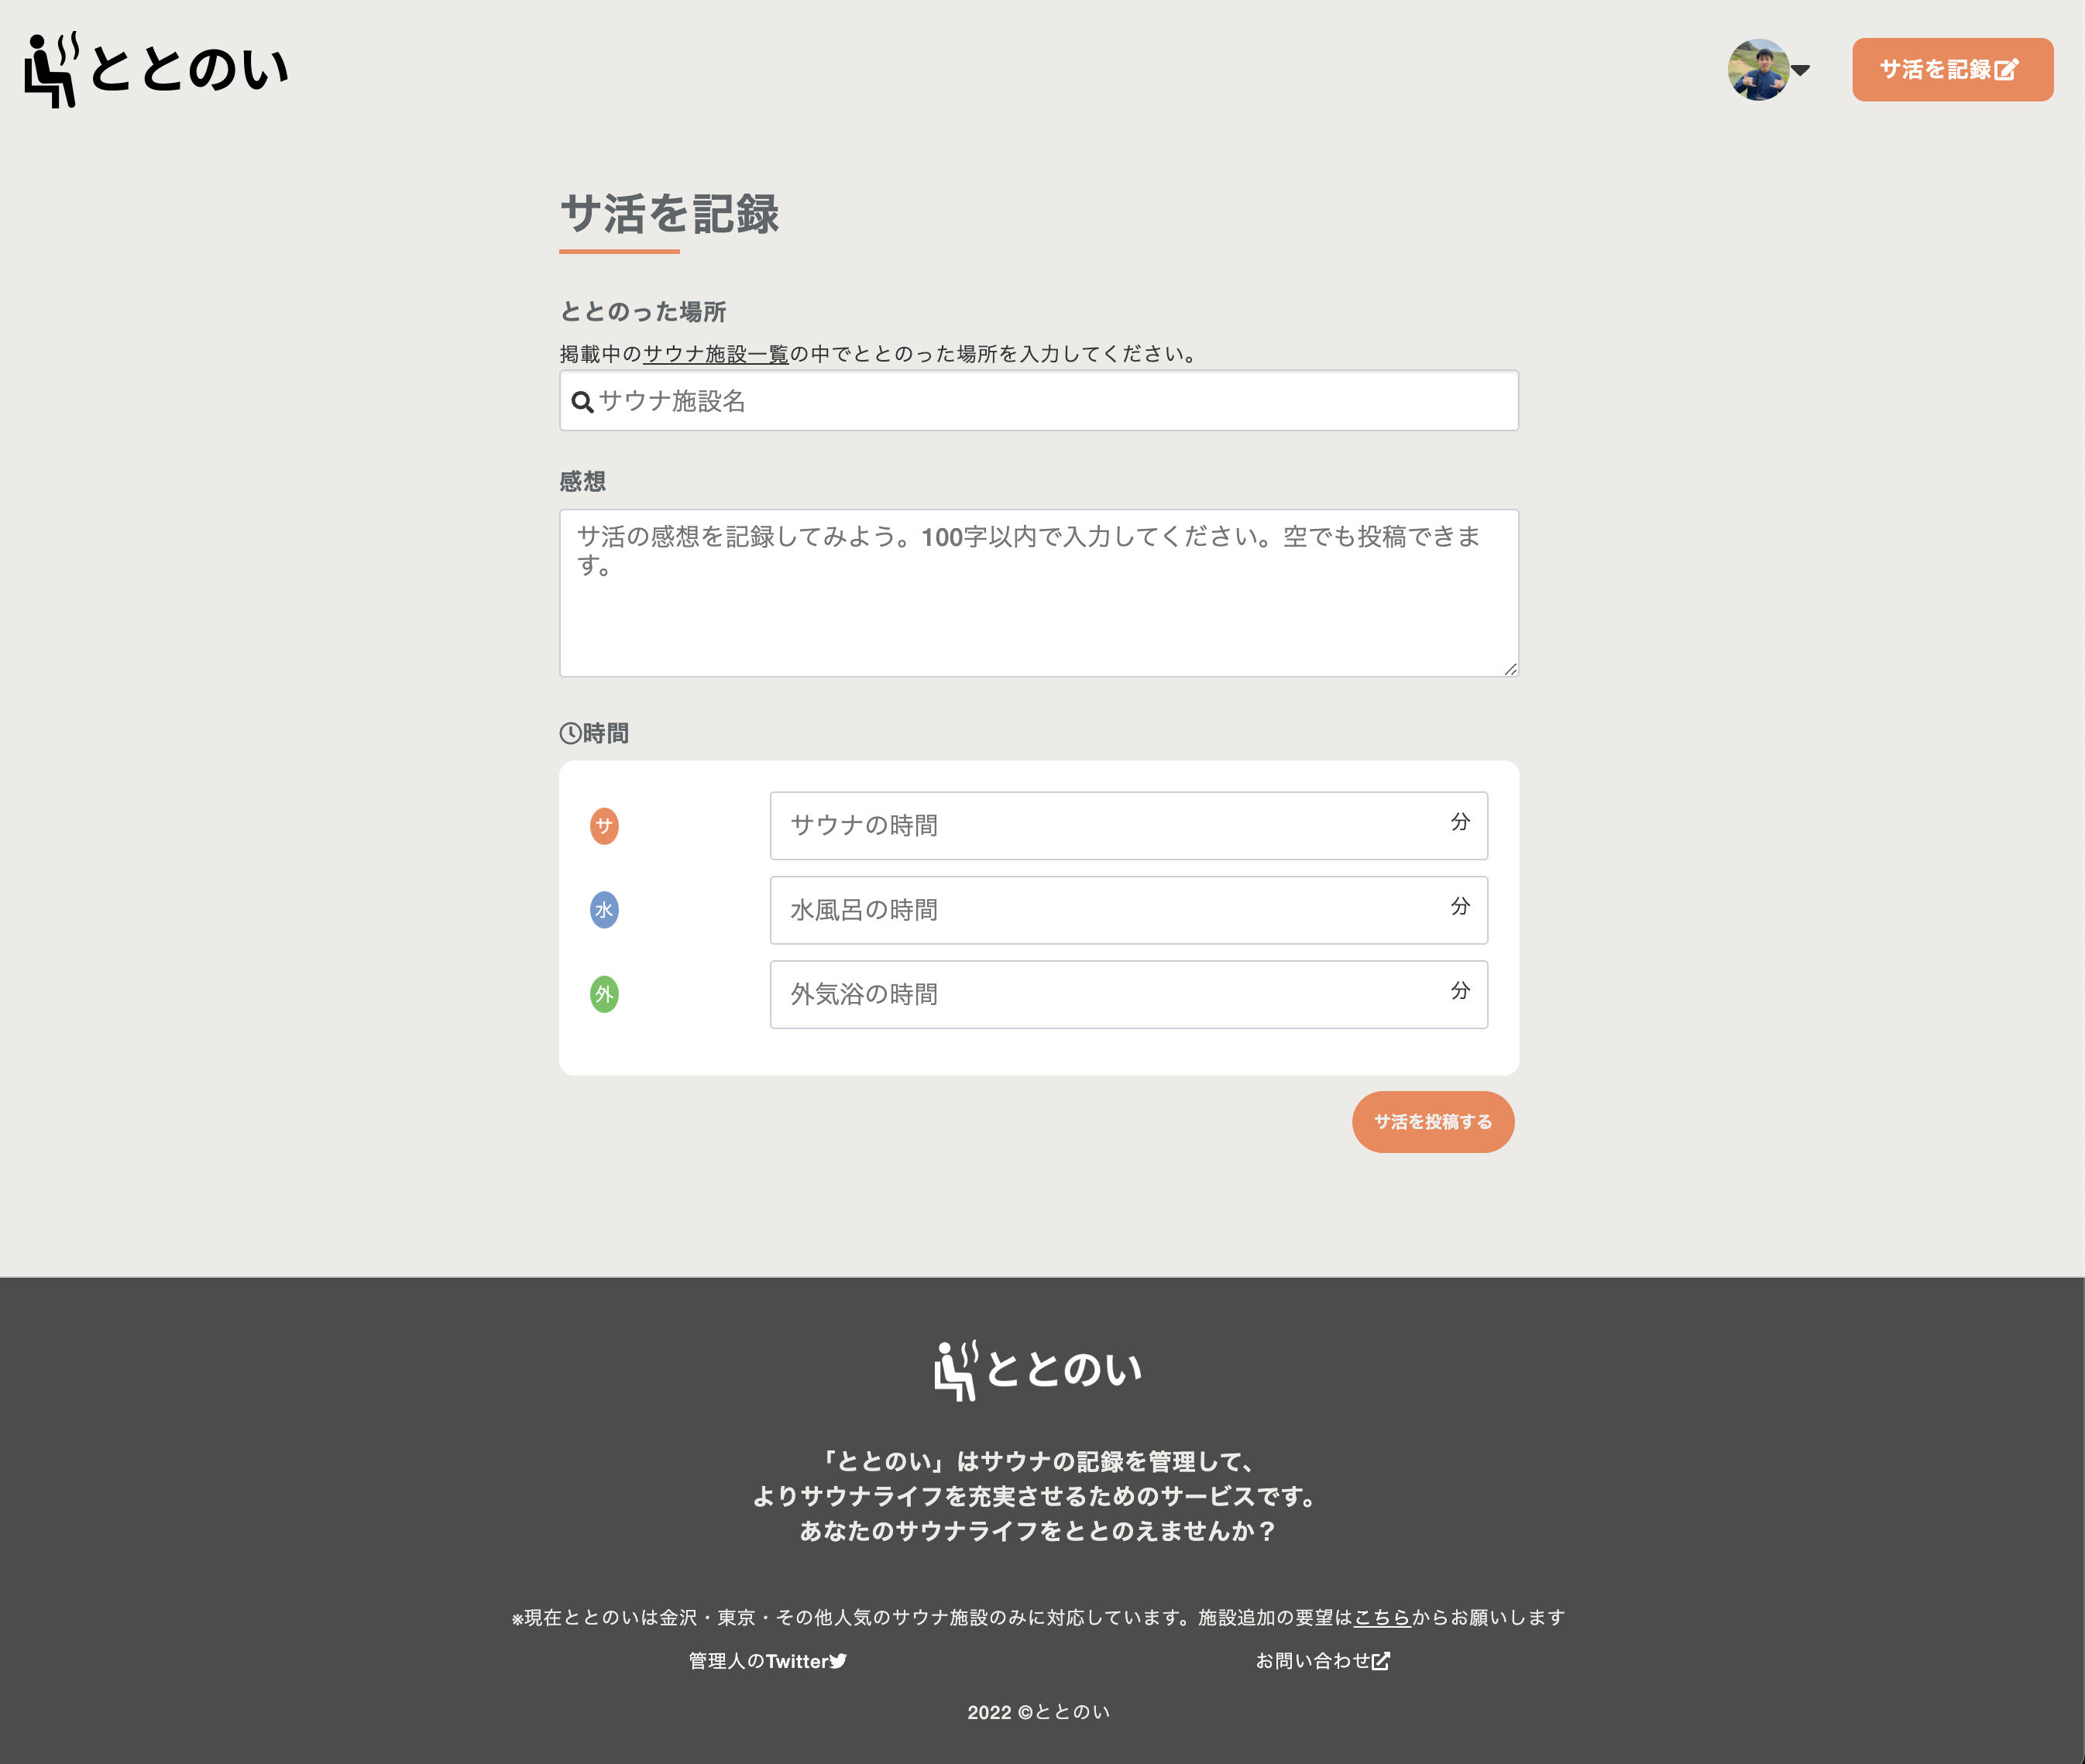 ととのい
サ活を記録
サ活を記録
ととのった場所
掲載中のサウナ施設一覧の中でととのった場所を入力してください。
サウナ施設名
感想
サ活の感想を記録してみよう。100字以内で入力してください。空でも投稿できま
す。
時間
サ サウナの時間 分
水 水風呂の時間 分
外 外気浴の時間 分
サ活を投稿する
ととのい
「ととのい」はサウナの記録を管理して、
よりサウナライフを充実させるためのサービスです。
あなたのサウナライフをととのえませんか？
※現在ととのいは金沢・東京・その他人気のサウナ施設のみに対応しています。施設追加の要望はこちらからお願いします
管理人のTwitter お問い合わせ
2022 ©ととのい